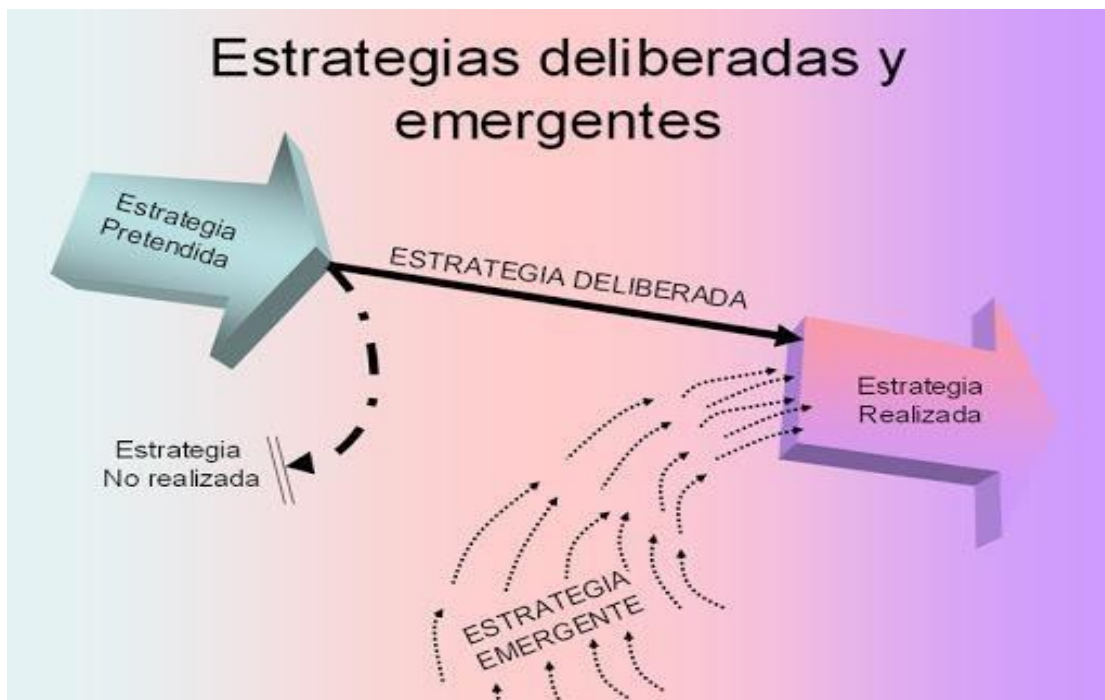 Estrategias deliberadas y
emergentes
Estrategia
Pretendida
ESTRATEGIA DELIBERADA
Estrategia
Realizada
Estrategia
No realizada
ESTRATEGIA
EMERGENTE